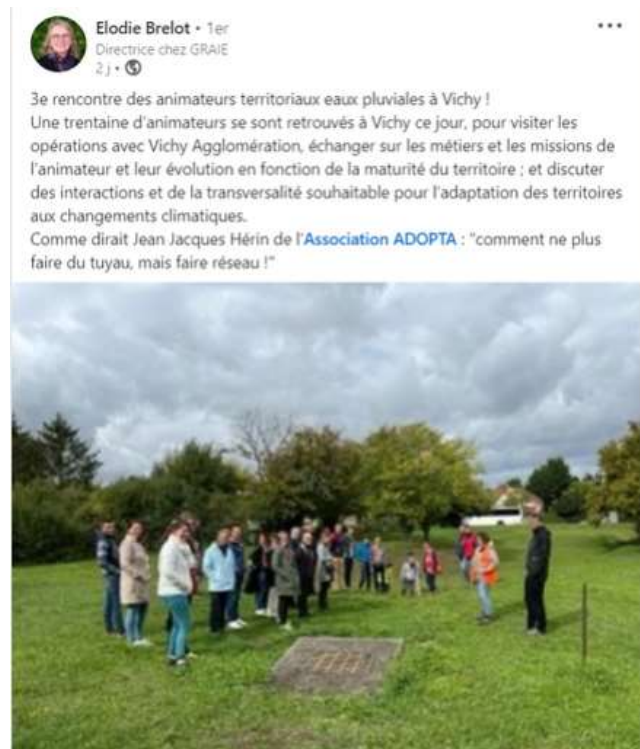 Elodie Brelot • 1er
Directrice chez GRAIE
2 j •
3e rencontre des animateurs territoriaux eaux pluviales à Vichy !
Une trentaine d'animateurs se sont retrouvés à Vichy ce jour, pour visiter les
opérations avec Vichy Agglomération, échanger sur les métiers et les missions de
l'animateur et leur évolution en fonction de la maturité du territoire ; et discuter
des interactions et de la transversalité souhaitable pour l'adaptation des territoires
aux changements climatiques.
Comme dirait Jean Jacques Hérin de l'Association ADOPTA : "comment ne plus
faire du tuyau, mais faire réseau !"